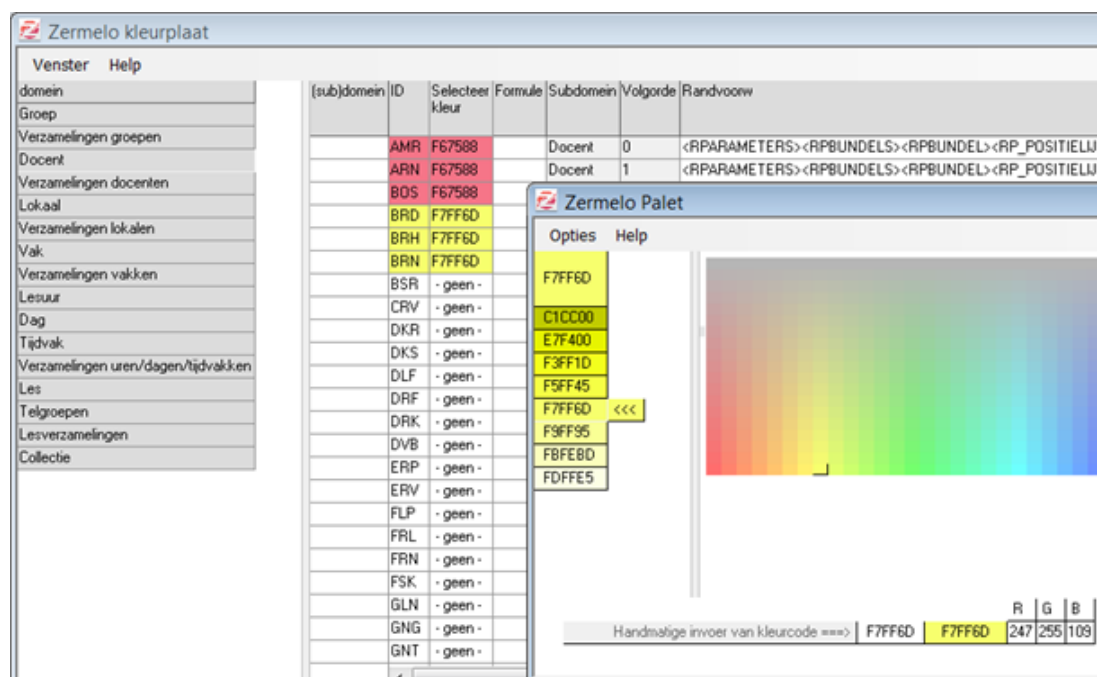 Zermelo kleurplaat
Venster Help
domein
Groep
Verzamelingen groepen
Docent
Verzamelingen docenten
Lokaal
Verzamelingen lokalen
Vak
Verzamelingen vakken
Lesuur
Dag
Tijdvak
Verzamelingen uren/dagen/tijdvakken
Les
Telgroepen
Lesverzamelingen
Collectie
(sub)domein ID Selecteer kleur Formule Subdomein Volgorde Randvoorw
AMR F67588 Docent 0 <RPARAMETERS><RPBUNDELS><RPBUNDEL><RP_POSITIELIJ
ARN F67588 Docent 1 <RPARAMETERS><RPBUNDELS><RPBUNDEL><RP_POSITIELIJ
BOS F67588
BRD F7FF6D
BRH F7FF6D
BRN F7FF6D
BSR - geen -
CRV - geen -
DKR - geen -
DKS - geen -
DLF - geen -
DRF - geen -
DRK - geen -
DVB - geen -
ERP - geen -
ERV - geen -
FLP - geen -
FRL - geen -
FRN - geen -
FSK - geen -
GLN - geen -
GNG - geen -
GNT - geen -
Zermelo Palet
Opties Help
F7FF6D
C1CC00
E7F400
F3FF1D
F5FF45
F7FF6D <<<
F9FF95
FBFEBD
FDFFE5
R G B
Handmatige invoer van kleurcode ===> F7FF6D F7FF6D 247 255 109